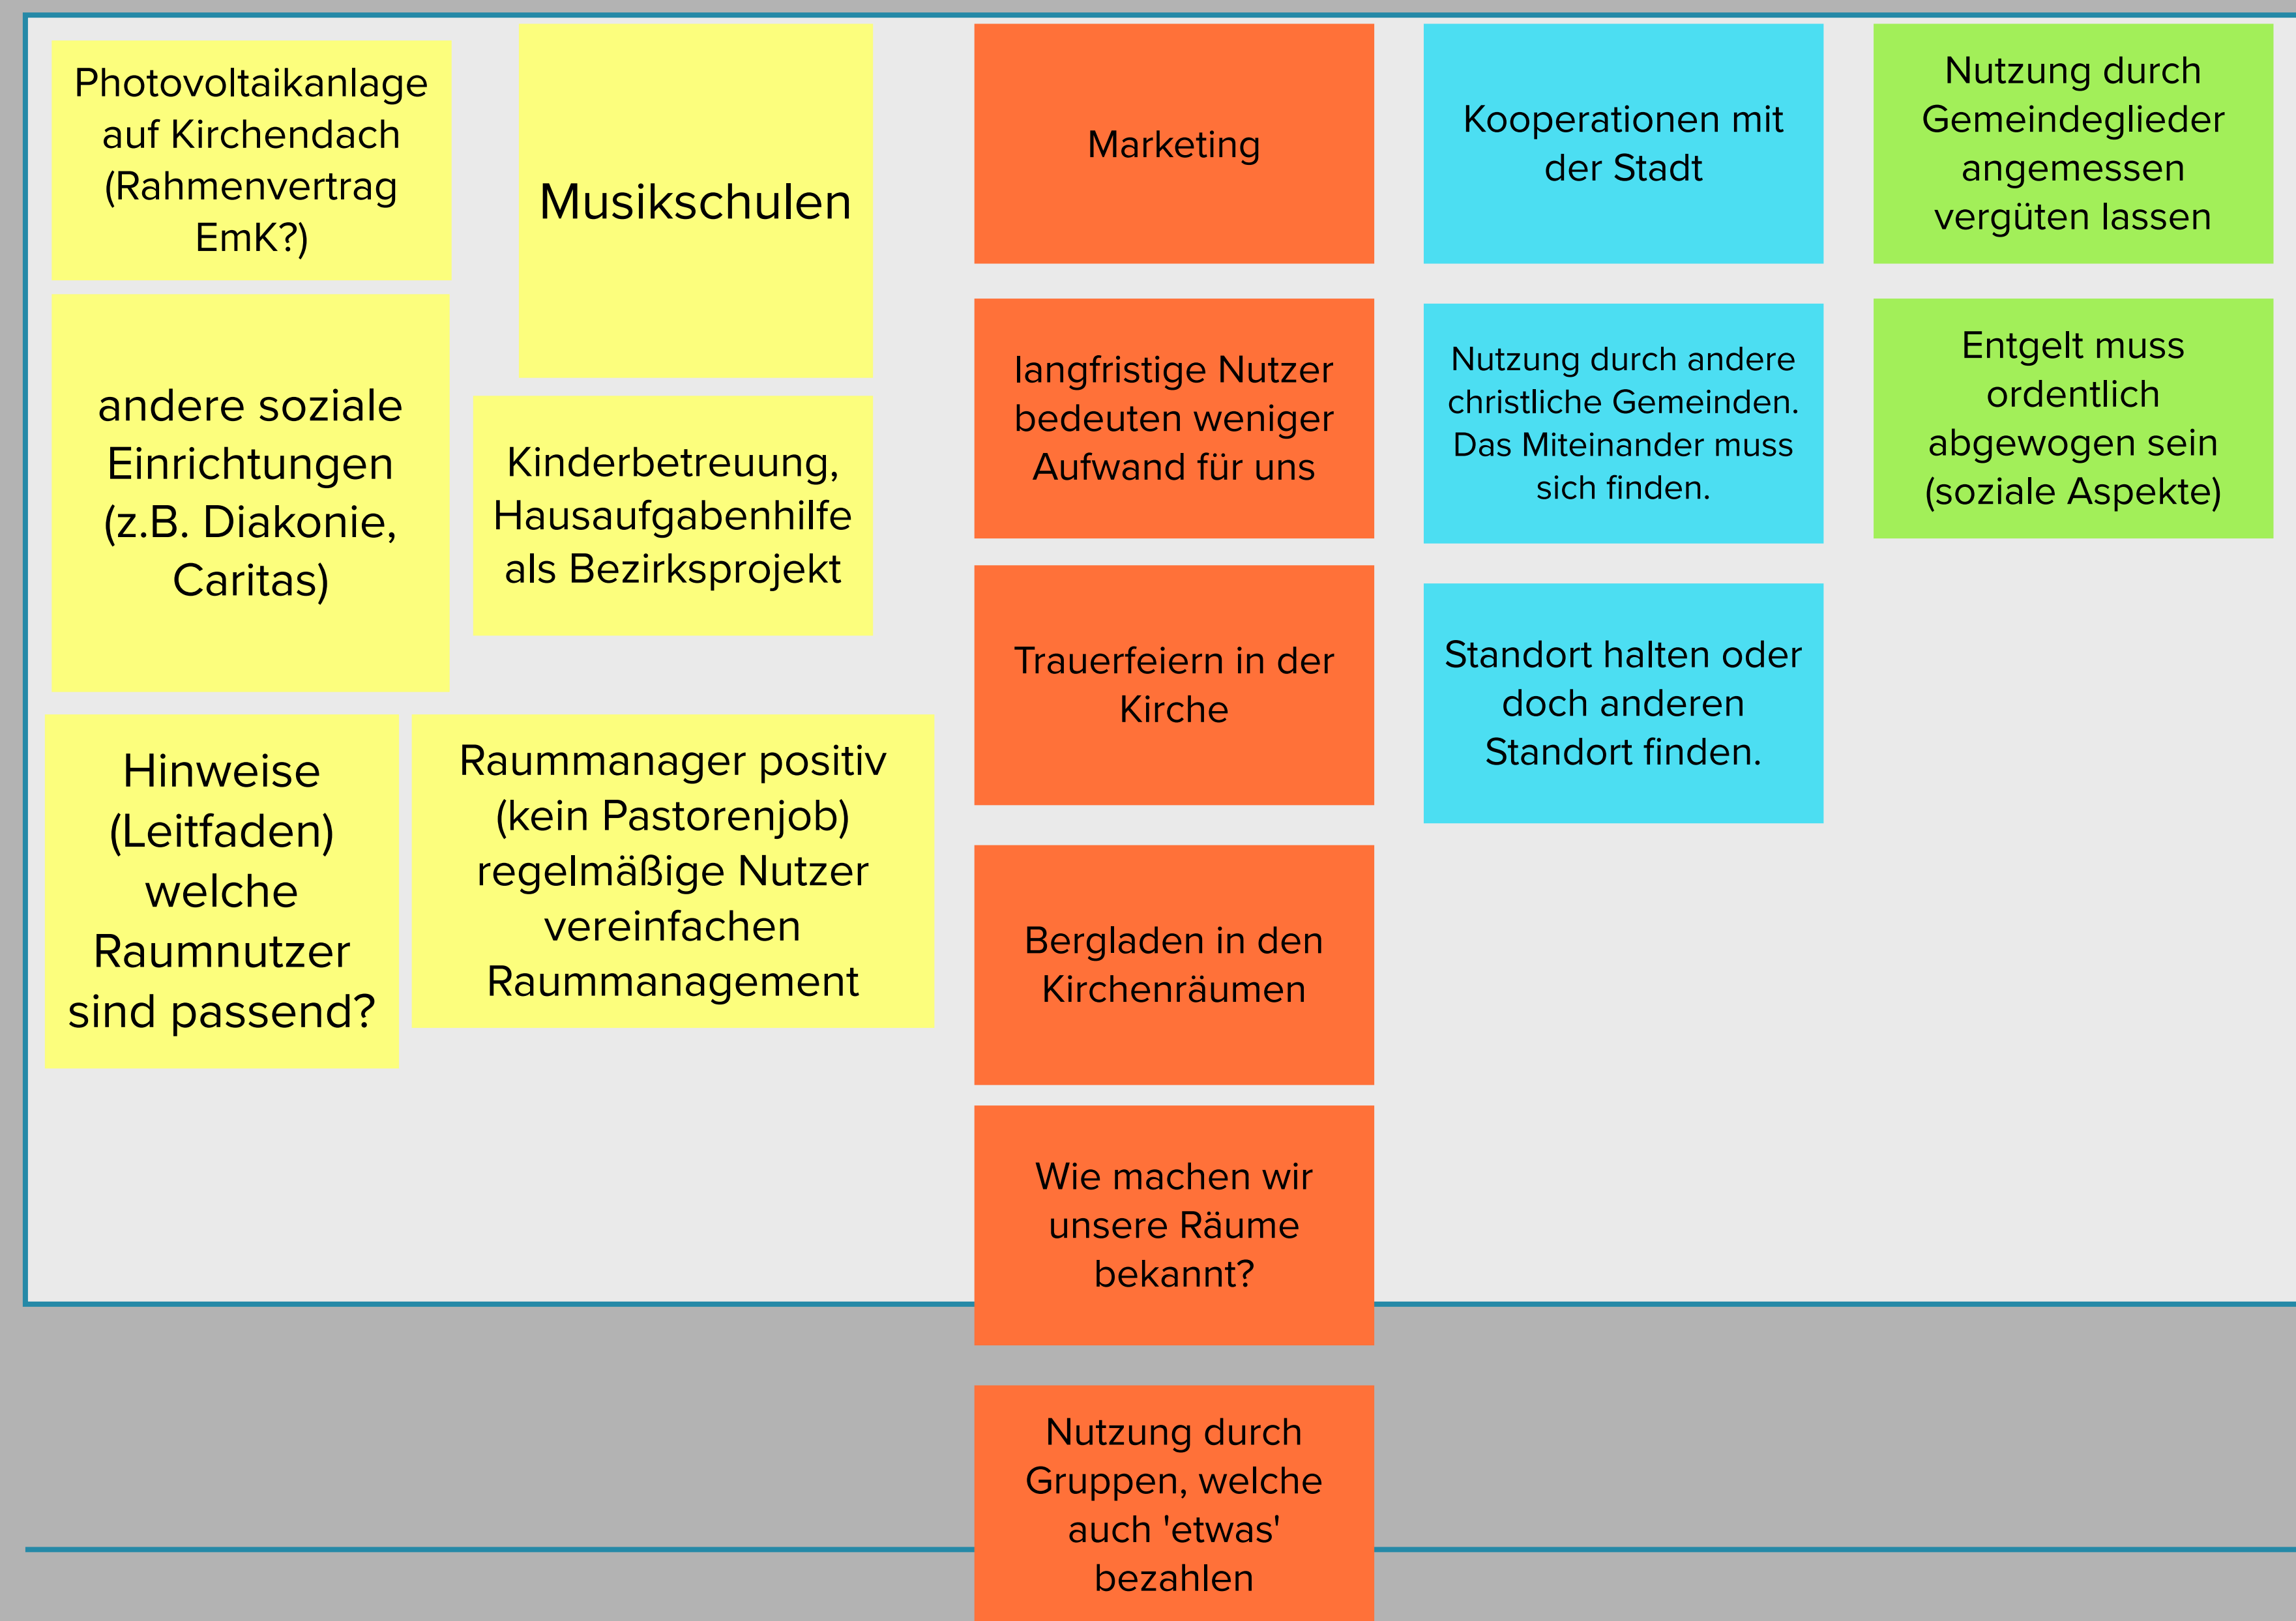 Photovoltaikanlage
auf Kirchendach
(Rahmenvertrag
EmK?)
andere soziale
Einrichtungen
(z.B. Diakonie,
Caritas)
Hinweise
(Leitfaden)
welche
Raumnutzer
sind passend?
Musikschulen
Kinderbetreuung,
Hausaufgabenhilfe
als Bezirksprojekt
Raummanager positiv
(kein Pastorenjob)
regelmäßige Nutzer
vereinfachen
Raummanagement
Marketing
langfristige Nutzer
bedeuten weniger
Aufwand für uns
Trauerfeiern in der
Kirche
Bergladen in den
Kirchenräumen
Wie machen wir
unsere Räume
bekannt?
Nutzung durch
Gruppen, welche
auch 'etwas'
bezahlen
Kooperationen mit
der Stadt
Nutzung durch andere
christliche Gemeinden.
Das Miteinander muss
sich finden.
Standort halten oder
doch anderen
Standort finden.
Nutzung durch
Gemeindeglieder
angemessen
vergüten lassen
Entgelt muss
ordentlich
abgewogen sein
(soziale Aspekte)